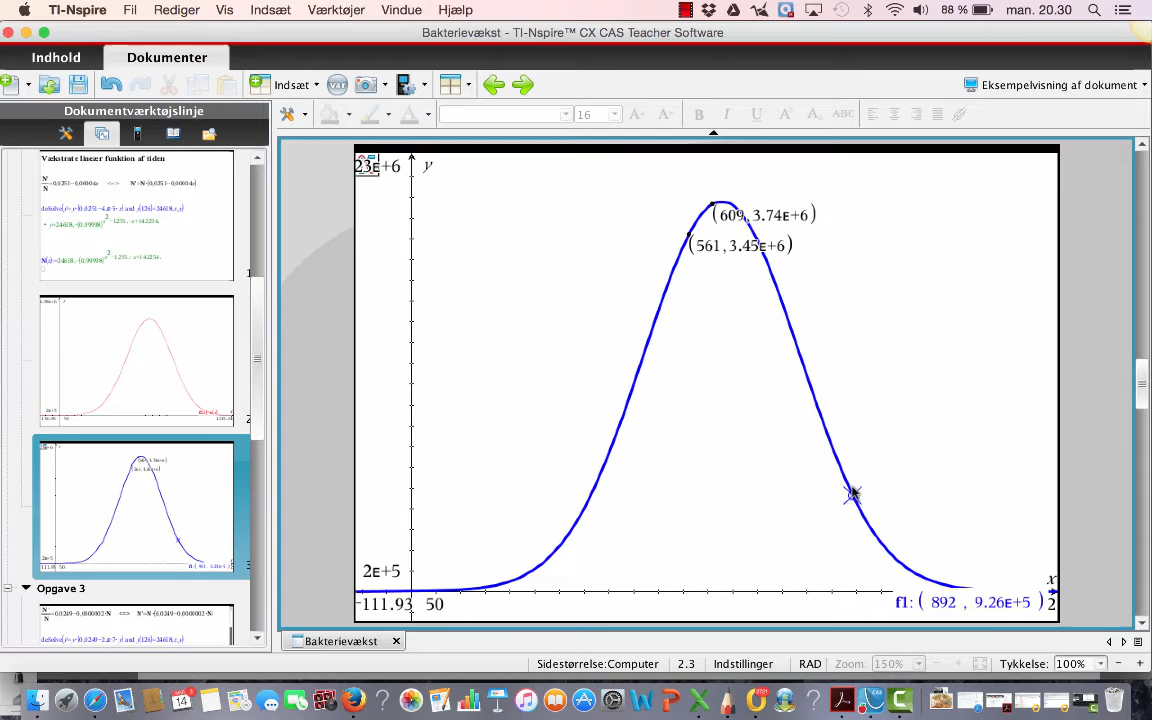 TI-Nspire Fil Rediger Vis Indsæt Værktøjer Vindue Hjælp 88 % man. 20.30
Bakterievækst - TI-Nspire™ CX CAS Teacher Software
Indhold Dokumenter
Indsæt Eksempelvisning af dokument
Dokumentværktøjslinje
16 B I U ABC
Vækstrate lineær funktion af tiden
23E+6 y
(609, 3.74E+6)
(561, 3.45E+6)
2E+5
x
-111.93 50 2
f1: ( 892 , 9.26E+5 )
Opgave 3
Bakterievækst
Sidestørrelse:Computer 2.3 Indstillinger RAD Zoom: 150% Tykkelse: 100%